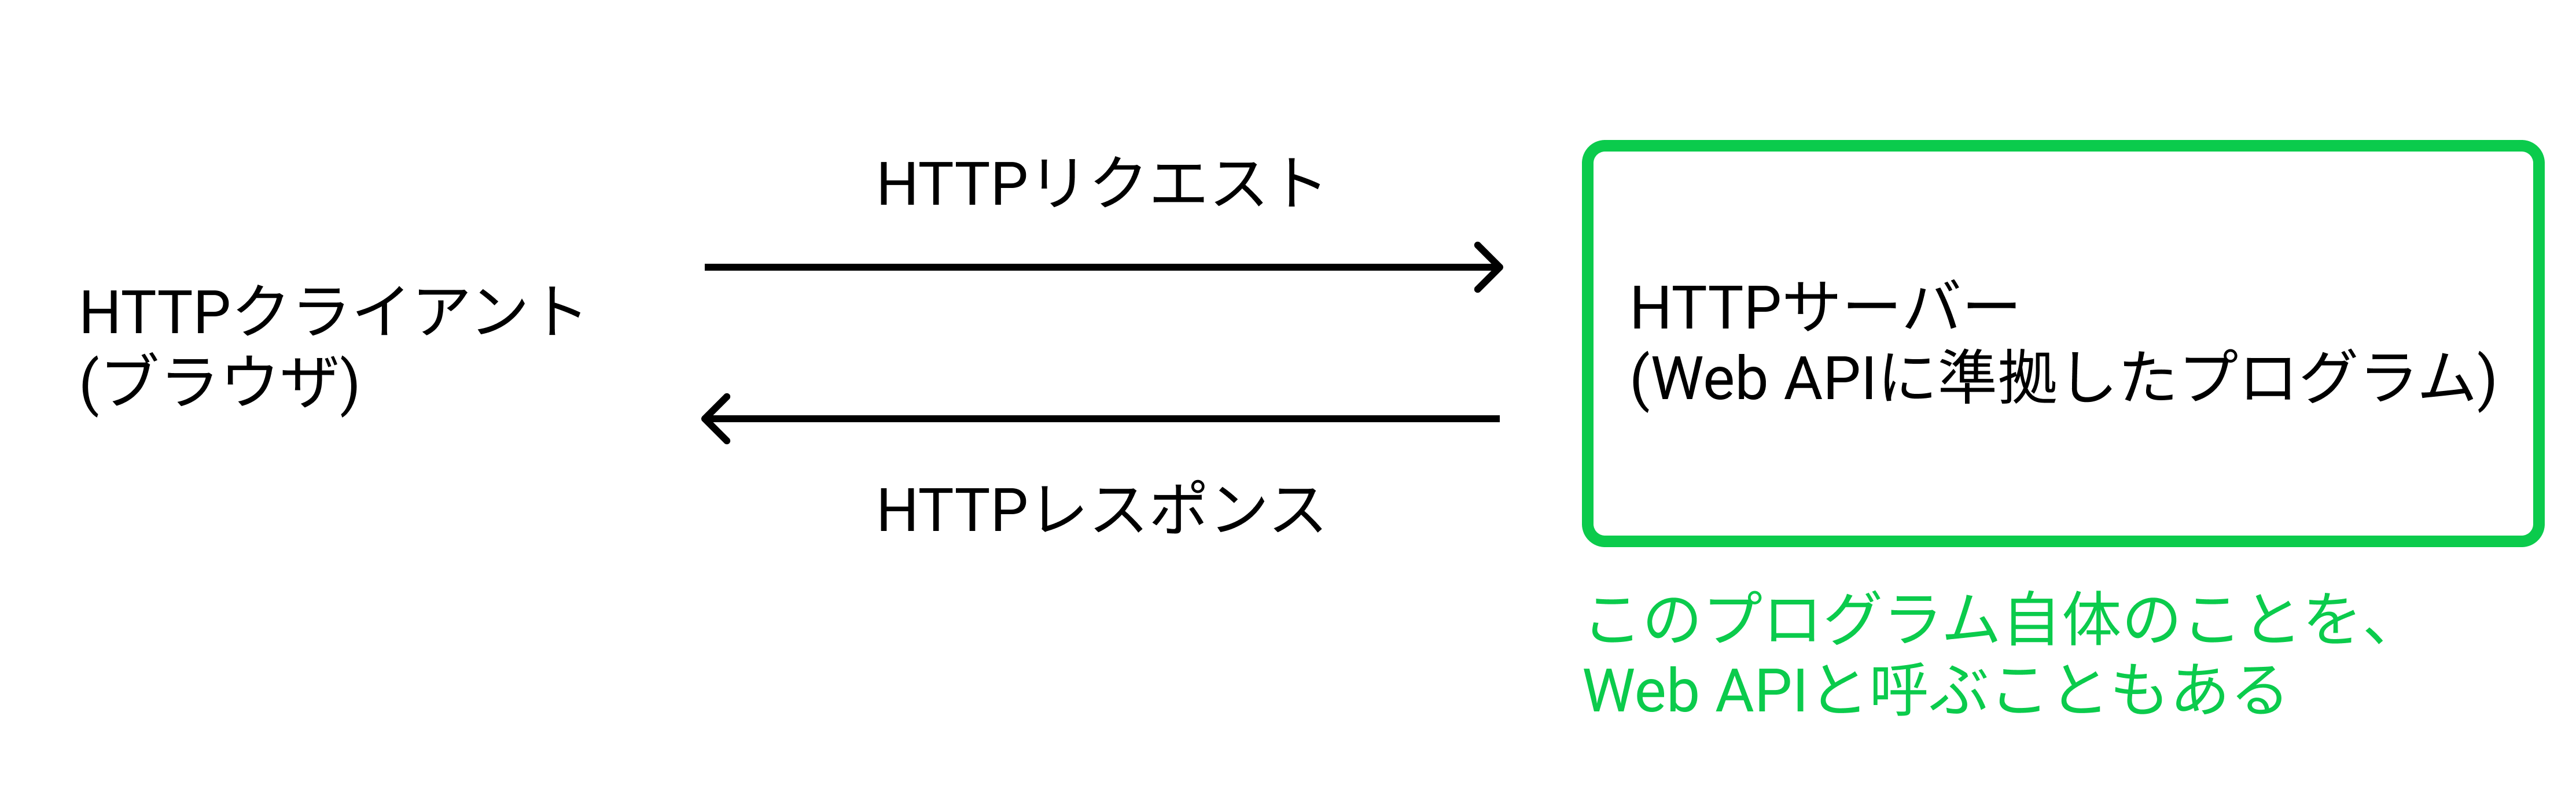 HTTPリクエスト
HTTPクライアント
(ブラウザ)
HTTPレスポンス
HTTPサーバー
(Web APIに準拠したプログラム)
このプログラム自体のことを、
Web APIと呼ぶこともある